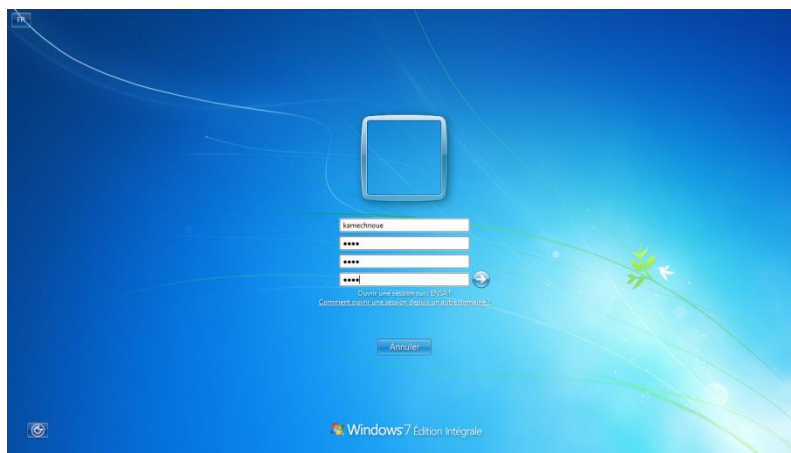 FR
kamechnoue
••••
••••
••••
Ouvrir une session sur : ENSAT
Comment ouvrir une session depuis un autre domaine ?
Annuler
Windows 7 Édition Intégrale